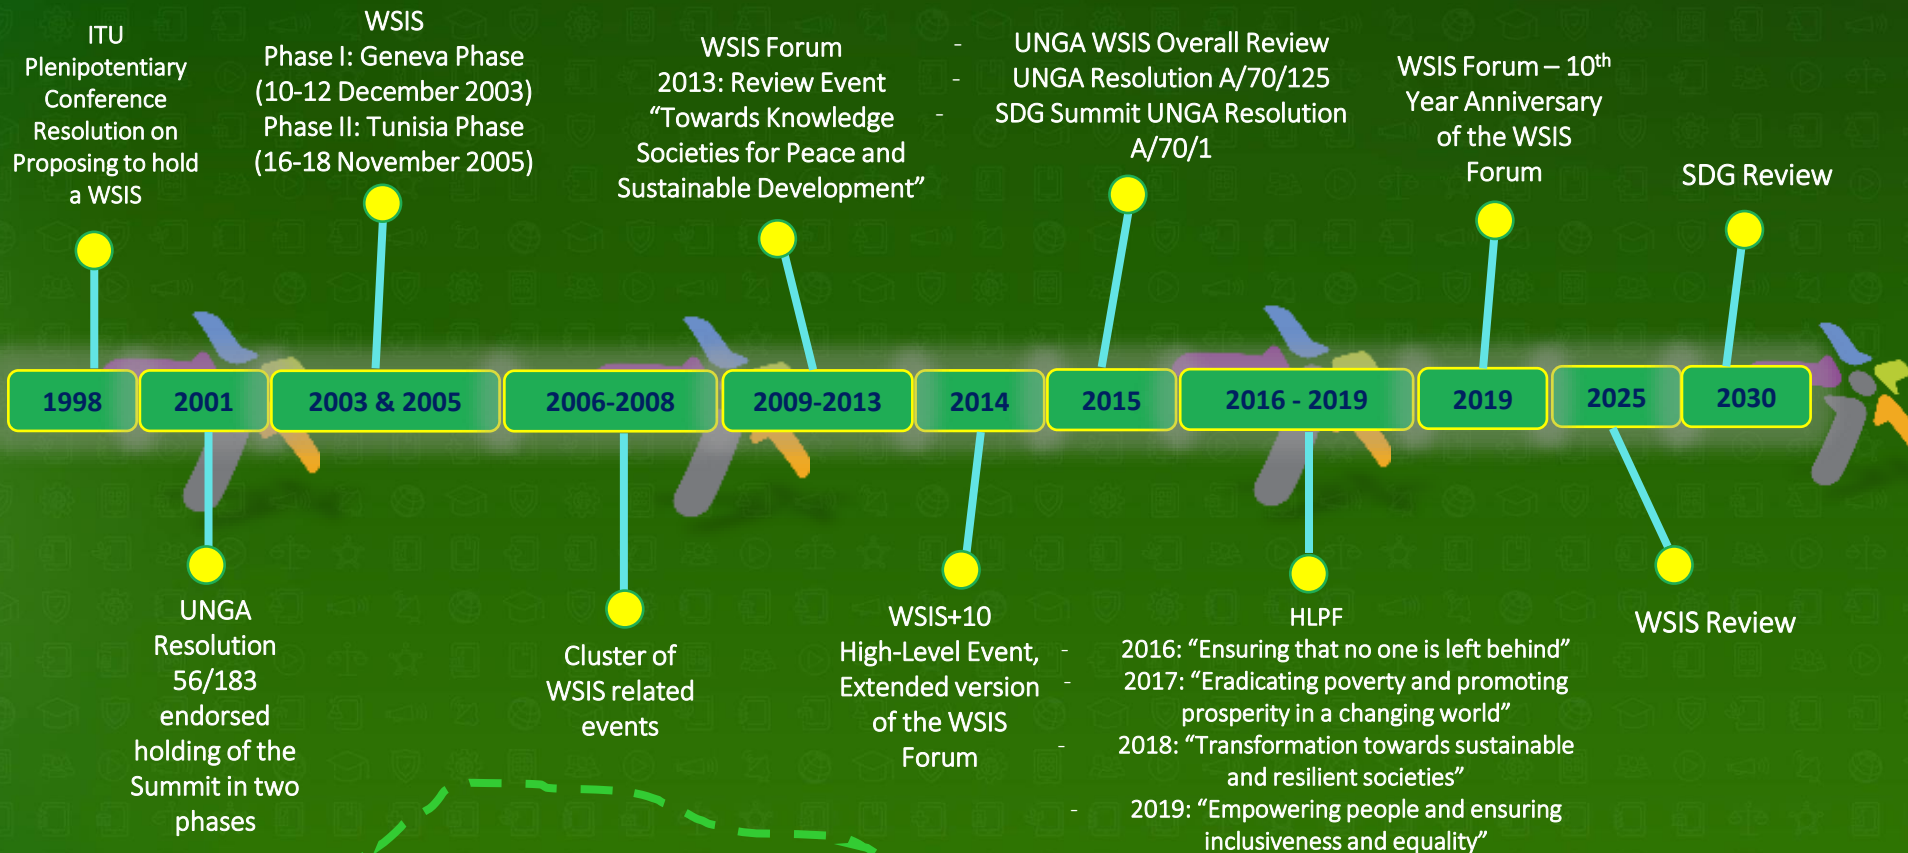 ITU
Plenipotentiary
Conference
Resolution on
Proposing to hold
a WSIS
WSIS
Phase I: Geneva Phase
(10-12 December 2003)
Phase II: Tunisia Phase
(16-18 November 2005)
WSIS Forum
2013: Review Event
“Towards Knowledge
Societies for Peace and
Sustainable Development”
- UNGA WSIS Overall Review
- UNGA Resolution A/70/125
- SDG Summit UNGA Resolution
A/70/1
WSIS Forum – 10th
Year Anniversary
of the WSIS
Forum
SDG Review
1998
2001
2003 & 2005
2006-2008
2009-2013
2014
2015
2016 - 2019
2019
2025
2030
UNGA
Resolution
56/183
endorsed
holding of the
Summit in two
phases
Cluster of
WSIS related
events
WSIS+10
High-Level Event,
Extended version
of the WSIS
Forum
HLPF
- 2016: “Ensuring that no one is left behind”
- 2017: “Eradicating poverty and promoting
prosperity in a changing world”
- 2018: “Transformation towards sustainable
and resilient societies”
- 2019: “Empowering people and ensuring
inclusiveness and equality”
WSIS Review